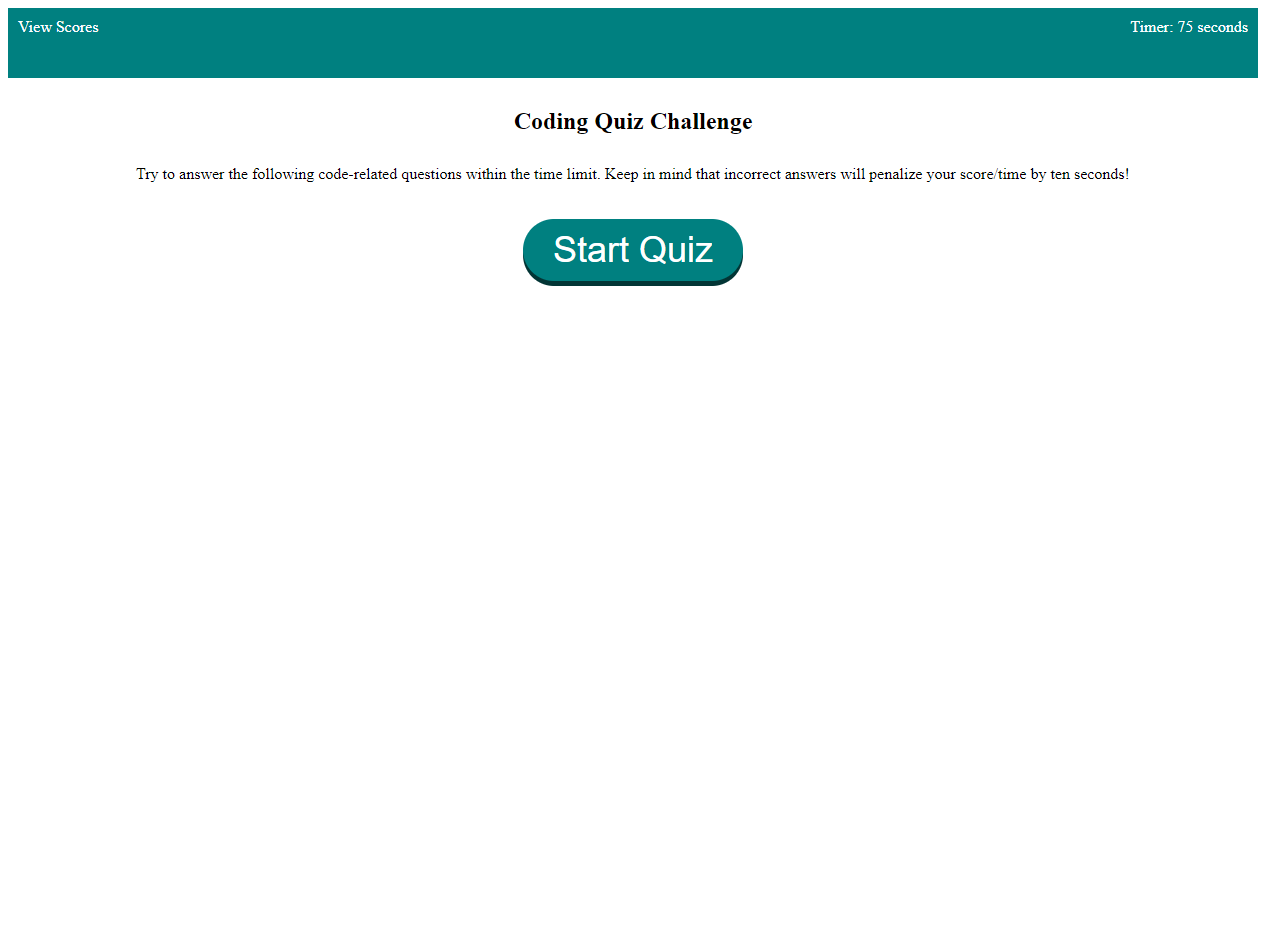 View Scores
Timer: 75 seconds
Coding Quiz Challenge
Try to answer the following code-related questions within the time limit. Keep in mind that incorrect answers will penalize your score/time by ten seconds!
Start Quiz